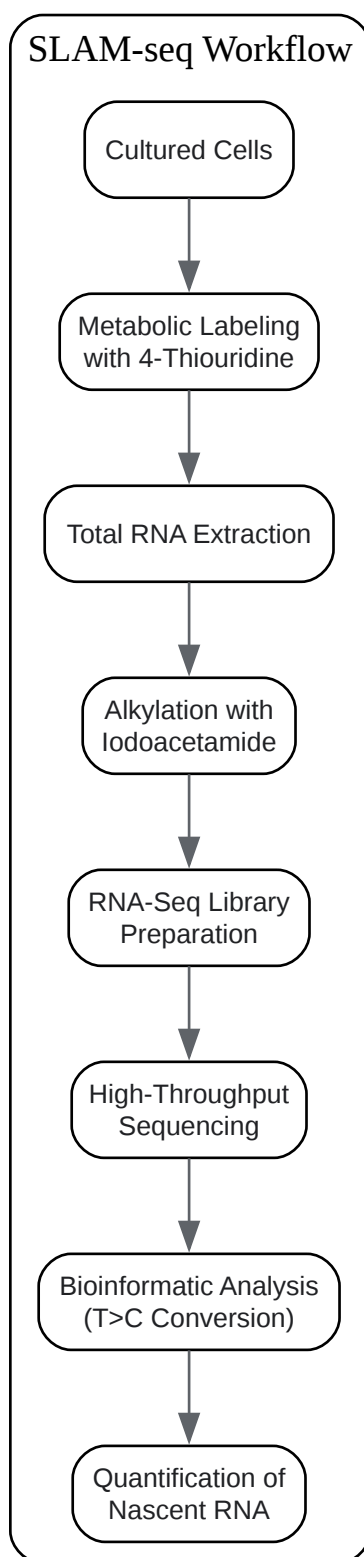 SLAM-seq Workflow
Cultured Cells
Metabolic Labeling
with 4-Thiouridine
Total RNA Extraction
Alkylation with
Iodoacetamide
RNA-Seq Library
Preparation
High-Throughput
Sequencing
Bioinformatic Analysis
(T>C Conversion)
Quantification of
Nascent RNA